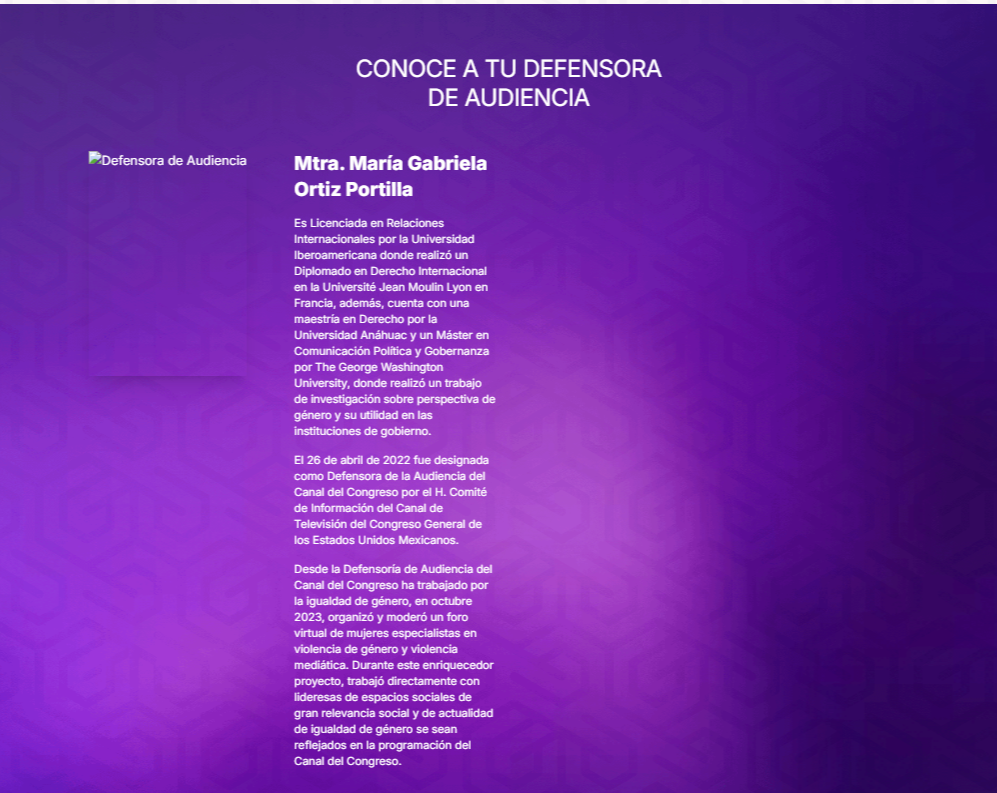 CONOCE A TU DEFENSORA
DE AUDIENCIA
Defensora de Audiencia
Mtra. María Gabriela
Ortiz Portilla
Es Licenciada en Relaciones
Internacionales por la Universidad
Iberoamericana donde realizó un
Diplomado en Derecho Internacional
en la Université Jean Moulin Lyon en
Francia, además, cuenta con una
maestría en Derecho por la
Universidad Anáhuac y un Máster en
Comunicación Política y Gobernanza
por The George Washington
University, donde realizó un trabajo
de investigación sobre perspectiva de
género y su utilidad en las
instituciones de gobierno.
El 26 de abril de 2022 fue designada
como Defensora de la Audiencia del
Canal del Congreso por el H. Comité
de Información del Canal de
Televisión del Congreso General de
los Estados Unidos Mexicanos.
Desde la Defensoría de Audiencia del
Canal del Congreso ha trabajado por
la igualdad de género, en octubre
2023, organizó y moderó un foro
virtual de mujeres especialistas en
violencia de género y violencia
mediática. Durante este enriquecedor
proyecto, trabajó directamente con
lideresas de espacios sociales de
gran relevancia social y de actualidad
de igualdad de género se sean
reflejados en la programación del
Canal del Congreso.